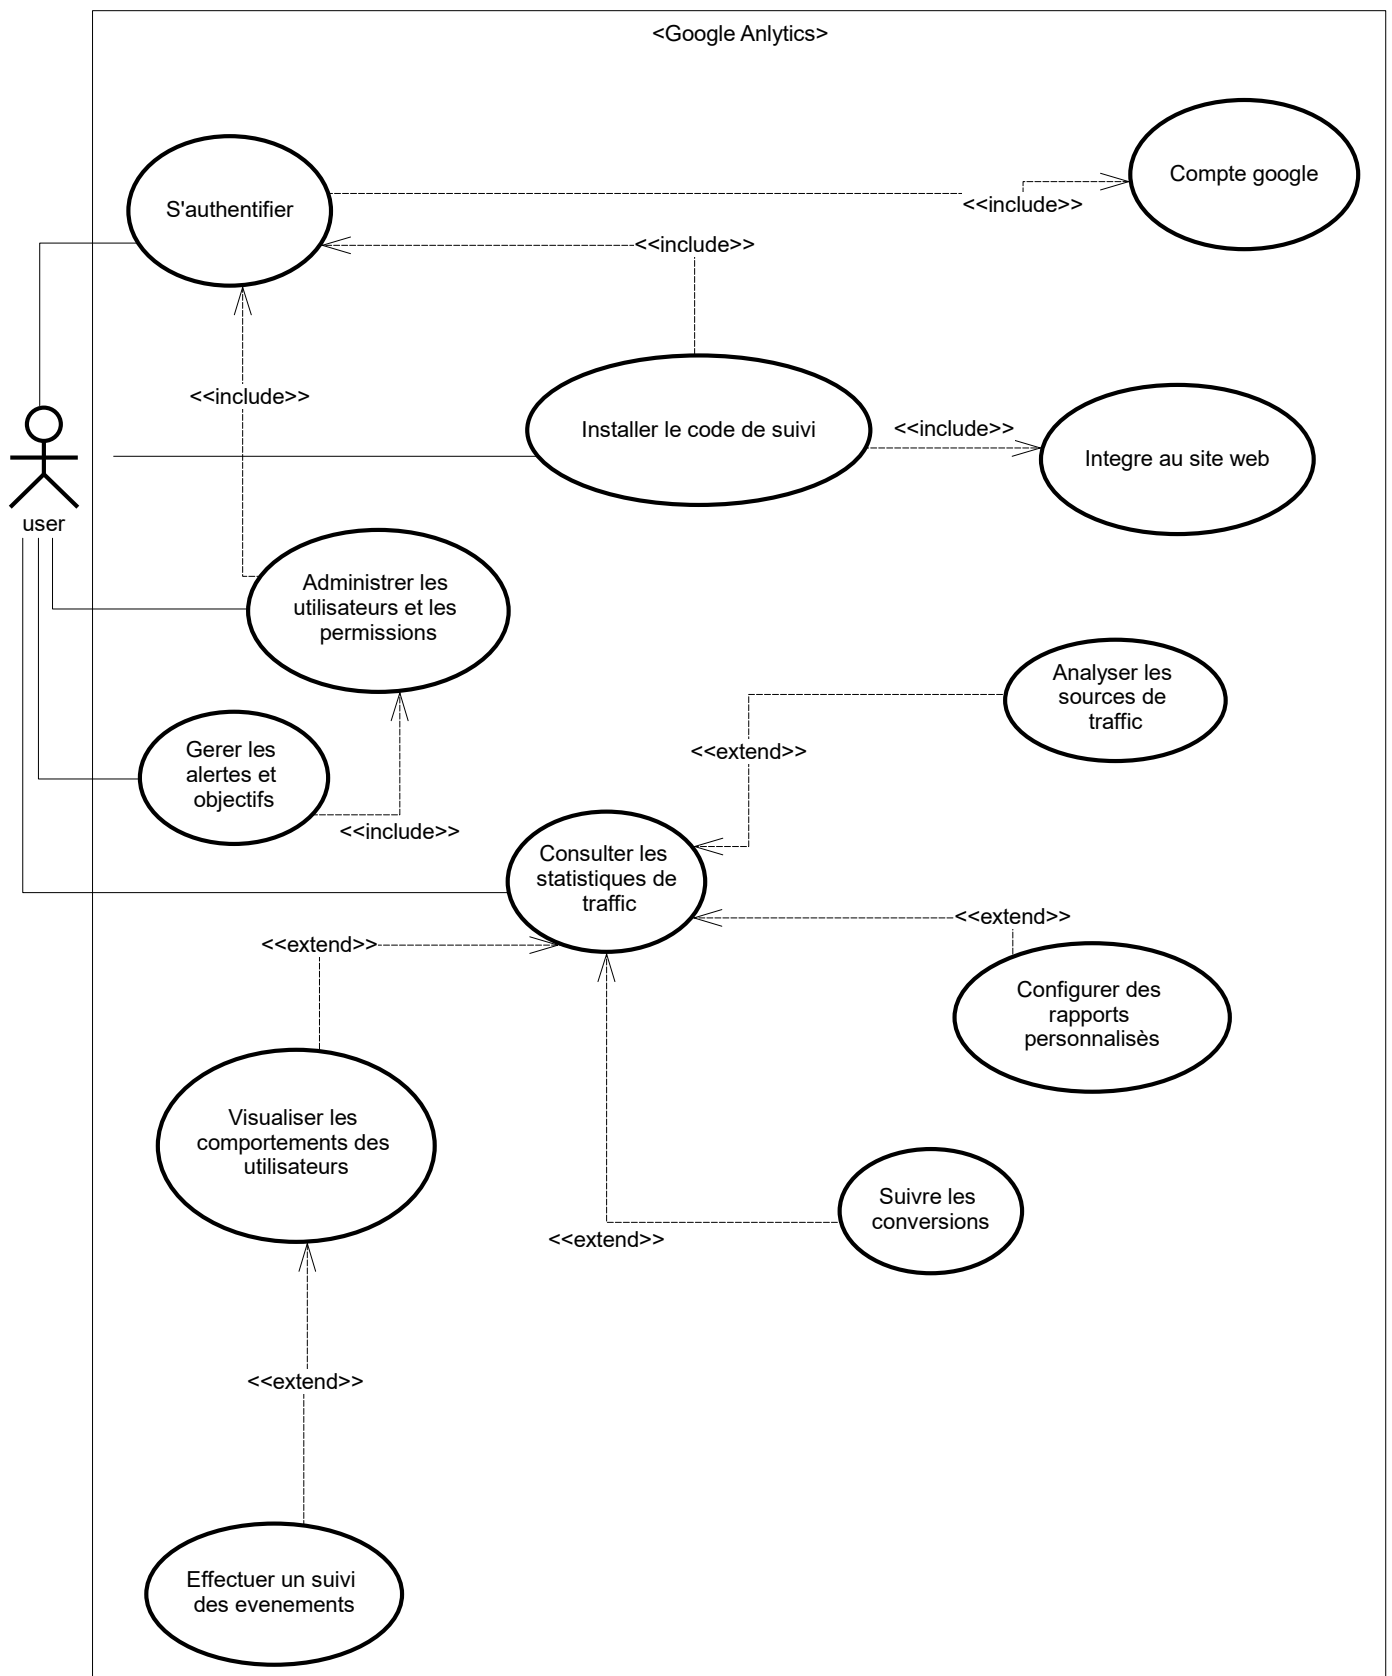 <Google Anlytics>
Compte google
S'authentifier
<<include>>
<<include>>
<<include>>
Installer le code de suivi
<<include>>
Integre au site web
user
Administrer les
utilisateurs et les
permissions
Analyser les
sources de
traffic
Gerer les
alertes et
objectifs
<<extend>>
<<include>>
Consulter les
statistiques de
traffic
<<extend>>
<<extend>>
Configurer des
rapports
personnalisès
Visualiser les
comportements des
utilisateurs
Suivre les
conversions
<<extend>>
<<extend>>
Effectuer un suivi
des evenements